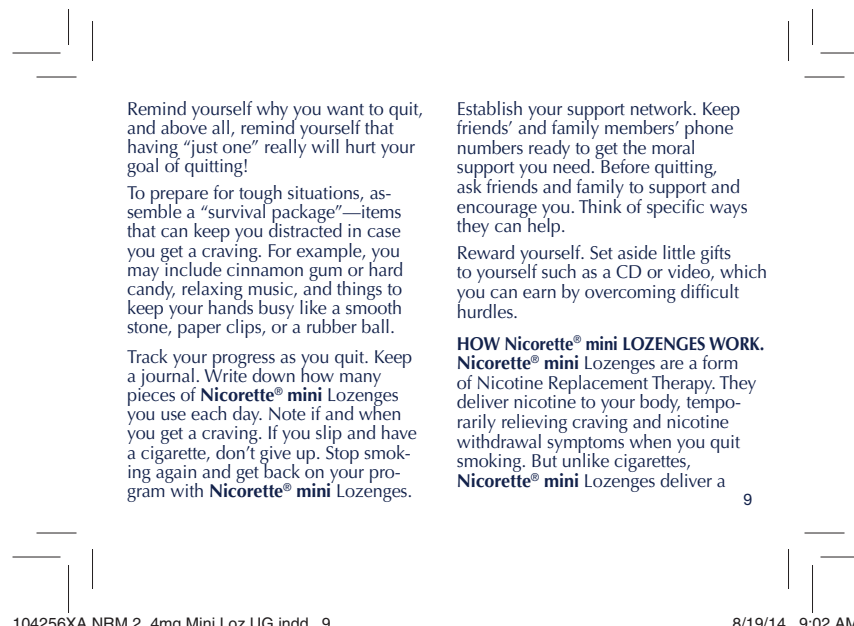 Remind yourself why you want to quit,
and above all, remind yourself that
having “just one” really will hurt your
goal of quitting!
To prepare for tough situations, as-
semble a “survival package”—items
that can keep you distracted in case
you get a craving. For example, you
may include cinnamon gum or hard
candy, relaxing music, and things to
keep your hands busy like a smooth
stone, paper clips, or a rubber ball.
Track your progress as you quit. Keep
a journal. Write down how many
pieces of Nicorette® mini Lozenges
you use each day. Note if and when
you get a craving. If you slip and have
a cigarette, don’t give up. Stop smok-
ing again and get back on your pro-
gram with Nicorette® mini Lozenges.
Establish your support network. Keep
friends’ and family members’ phone
numbers ready to get the moral
support you need. Before quitting,
ask friends and family to support and
encourage you. Think of specific ways
they can help.
Reward yourself. Set aside little gifts
to yourself such as a CD or video, which
you can earn by overcoming difficult
hurdles.
HOW Nicorette® mini LOZENGES WORK.
Nicorette® mini Lozenges are a form
of Nicotine Replacement Therapy. They
deliver nicotine to your body, tempo-
rarily relieving craving and nicotine
withdrawal symptoms when you quit
smoking. But unlike cigarettes,
Nicorette® mini Lozenges deliver a
9
104256XA NRM 2_4mg Mini Loz UG.indd 9
8/19/14 9:02 AM